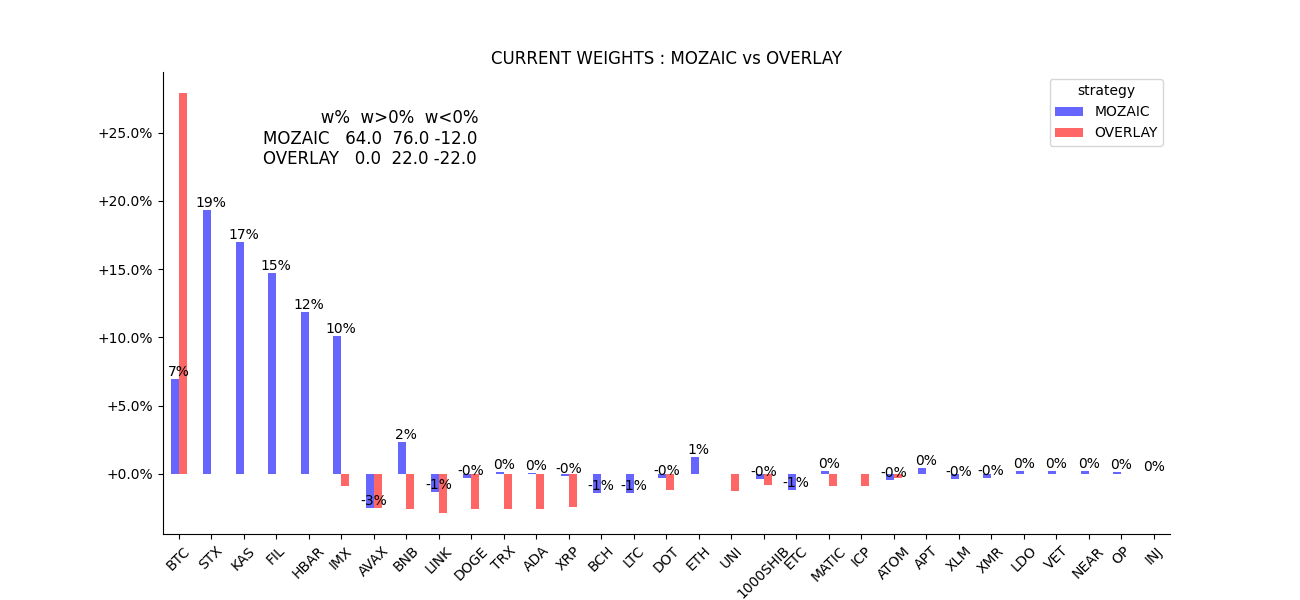 CURRENT WEIGHTS : MOZAIC vs OVERLAY
w% w>0% w<0%
MOZAIC 64.0 76.0 -12.0
OVERLAY 0.0 22.0 -22.0
strategy
MOZAIC
OVERLAY
+25.0%
+20.0%
+15.0%
+10.0%
+5.0%
+0.0%
7%
19%
17%
15%
12%
10%
-3%
2%
-1%
-0%
0%
0%
-0%
-1%
-1%
-0%
1%
-0%
-1%
0%
-0%
0%
-0%
-0%
0%
0%
0%
0%
0%
BTC
STX
KAS
FIL
HBAR
IMX
AVAX
BNB
LINK
DOGE
TRX
ADA
XRP
BCH
LTC
DOT
ETH
UNI
1000SHIB
ETC
MATIC
ICP
ATOM
APT
XLM
XMR
LDO
VET
NEAR
OP
INJ